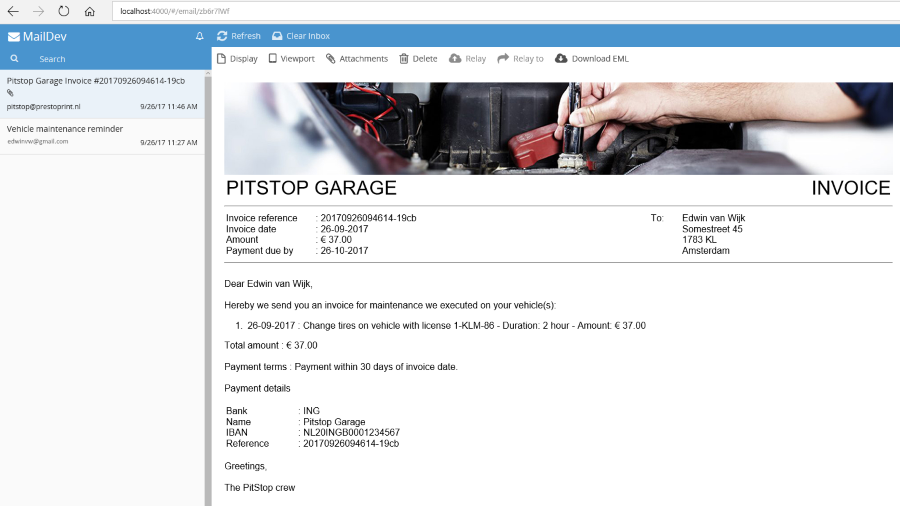 localhost:4000/#/email/zb6r7lWf
MailDev
Refresh
Clear Inbox
Search
Display
Viewport
Attachments
Delete
Relay
Relay to
Download EML
Pitstop Garage Invoice #20170926094614-19cb
pitstop@prestoprint.nl
9/26/17 11:46 AM
Vehicle maintenance reminder
edwinvw@gmail.com
9/26/17 11:27 AM
PITSTOP GARAGE
INVOICE
Invoice reference : 20170926094614-19cb
Invoice date : 26-09-2017
Amount : € 37.00
Payment due by : 26-10-2017
To: Edwin van Wijk
Somestreet 45
1783 KL
Amsterdam
Dear Edwin van Wijk,
Hereby we send you an invoice for maintenance we executed on your vehicle(s):
1. 26-09-2017 : Change tires on vehicle with license 1-KLM-86 - Duration: 2 hour - Amount: € 37.00
Total amount : € 37.00
Payment terms : Payment within 30 days of invoice date.
Payment details
Bank : ING
Name : Pitstop Garage
IBAN : NL20INGB0001234567
Reference : 20170926094614-19cb
Greetings,
The PitStop crew